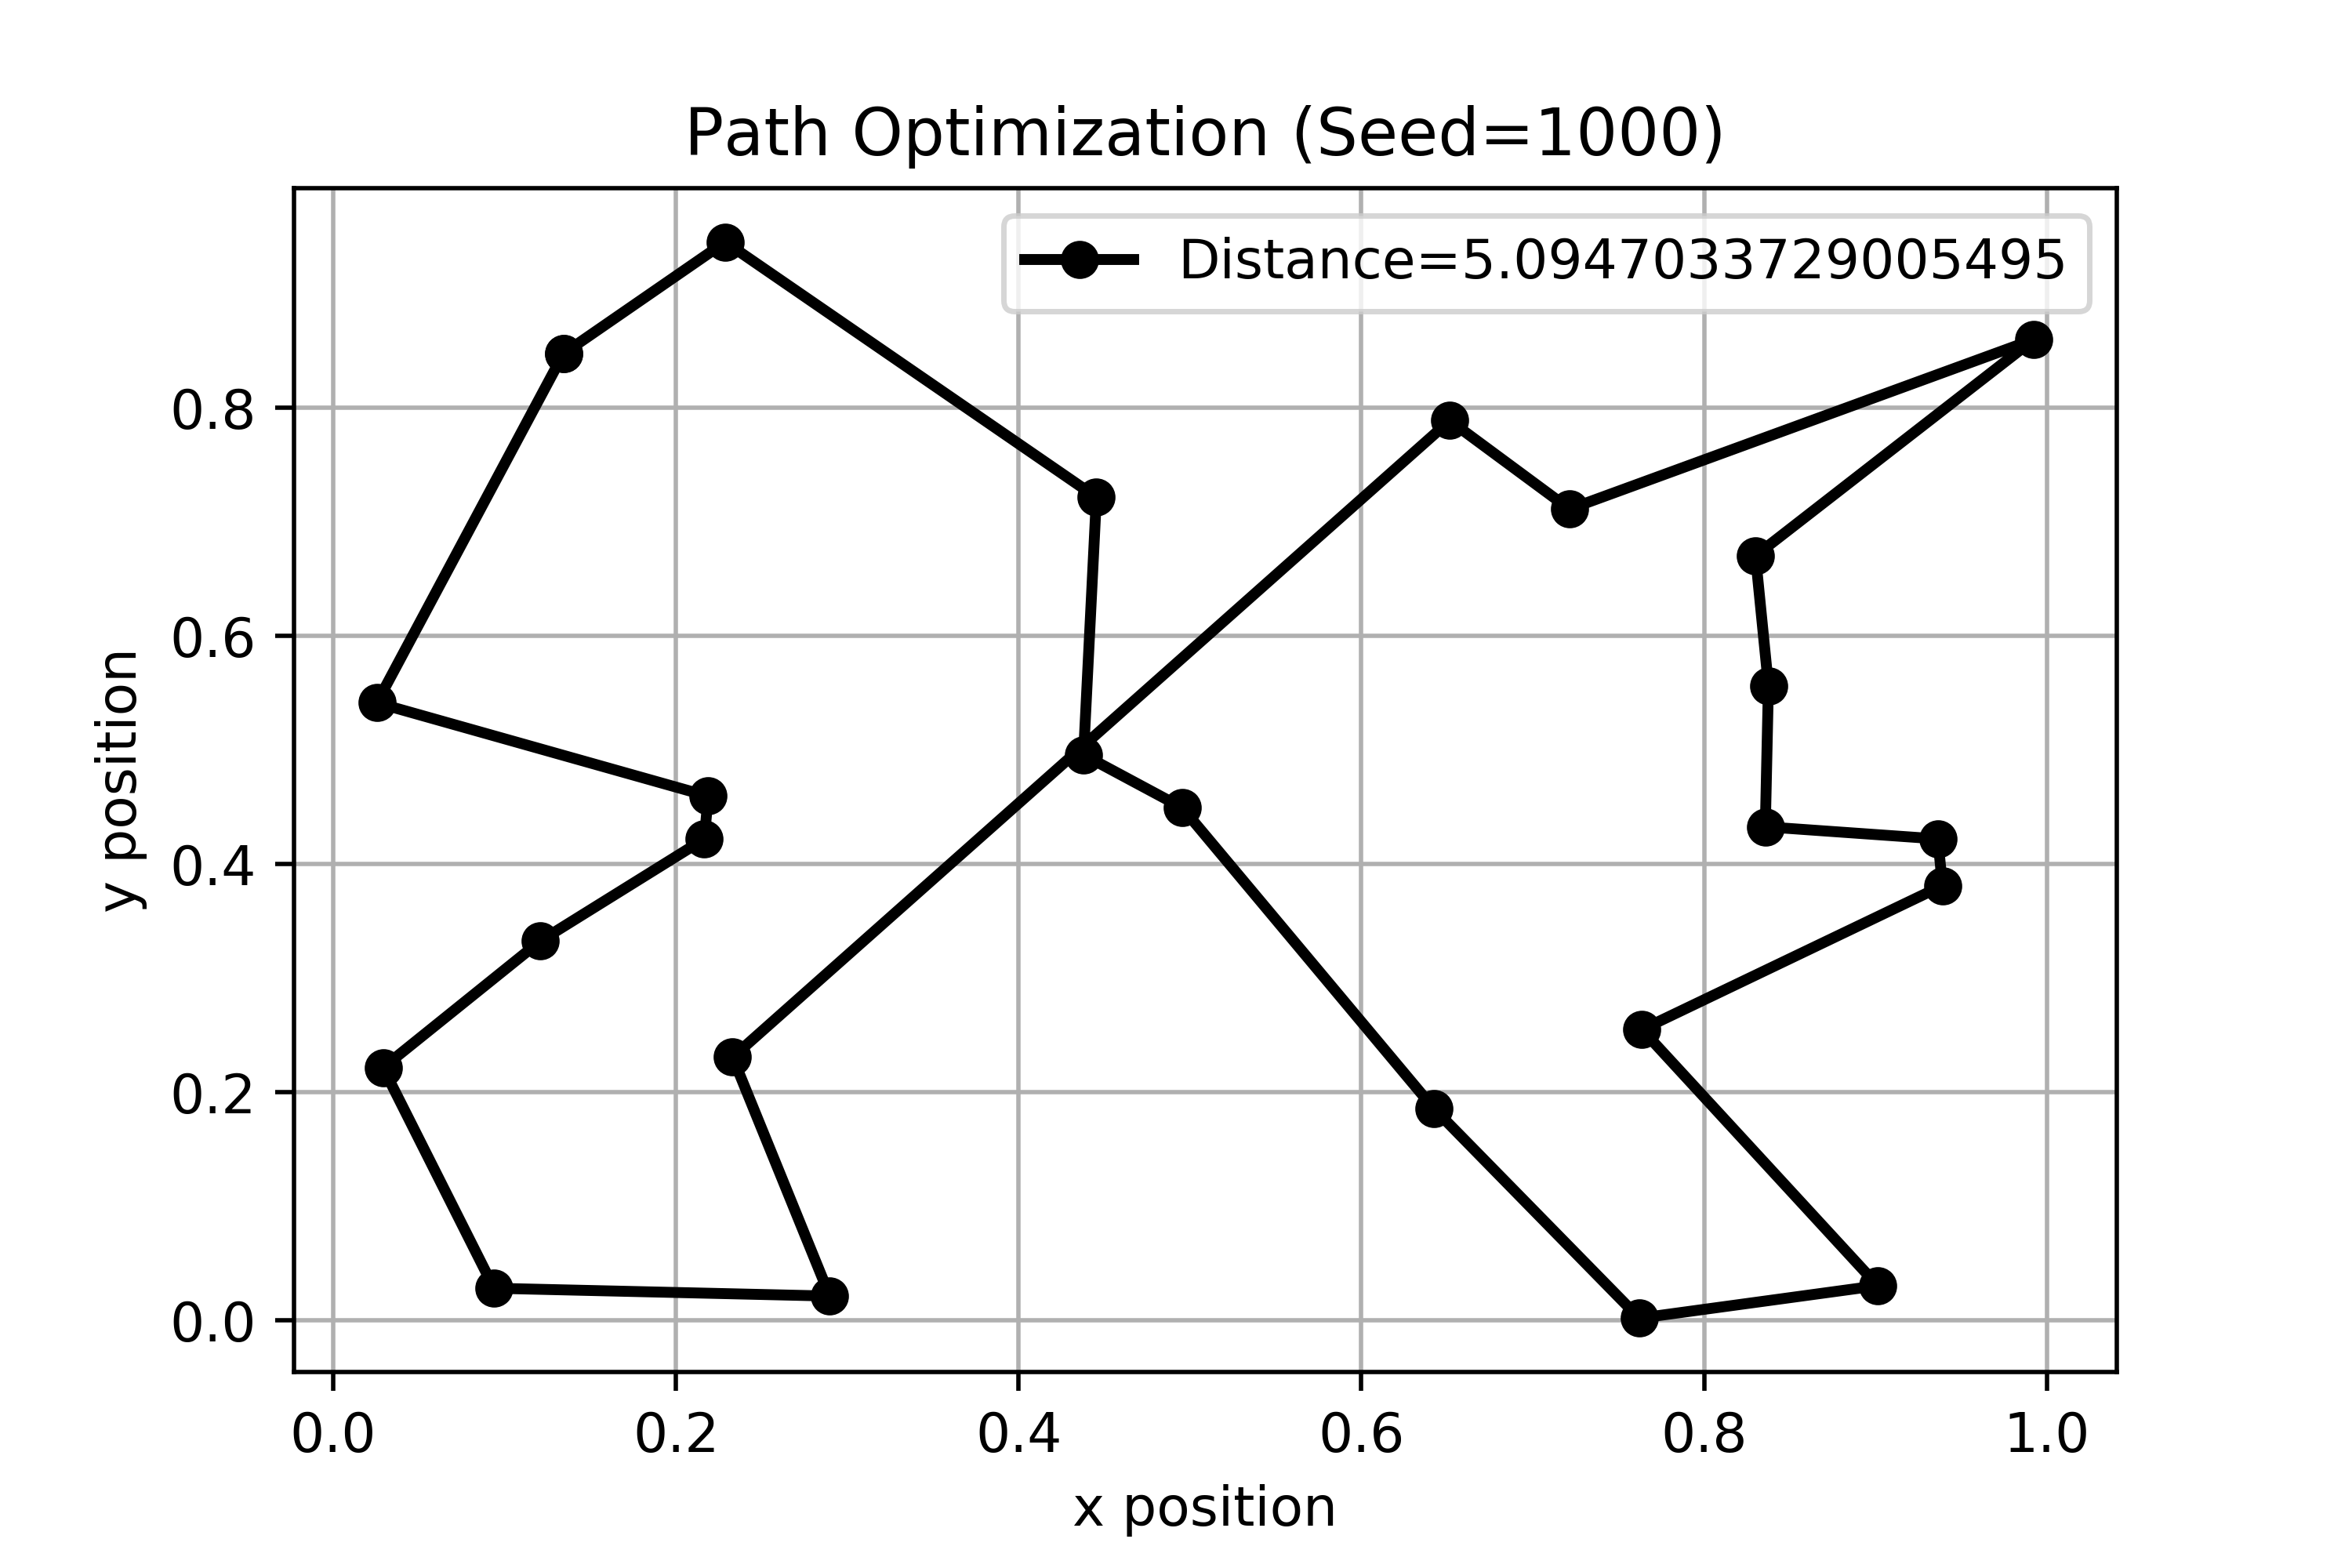 Path Optimization (Seed=1000)
Distance=5.0947033729005495
y position
0.8
0.6
0.4
0.2
0.0
0.0 0.2 0.4 0.6 0.8 1.0
x position